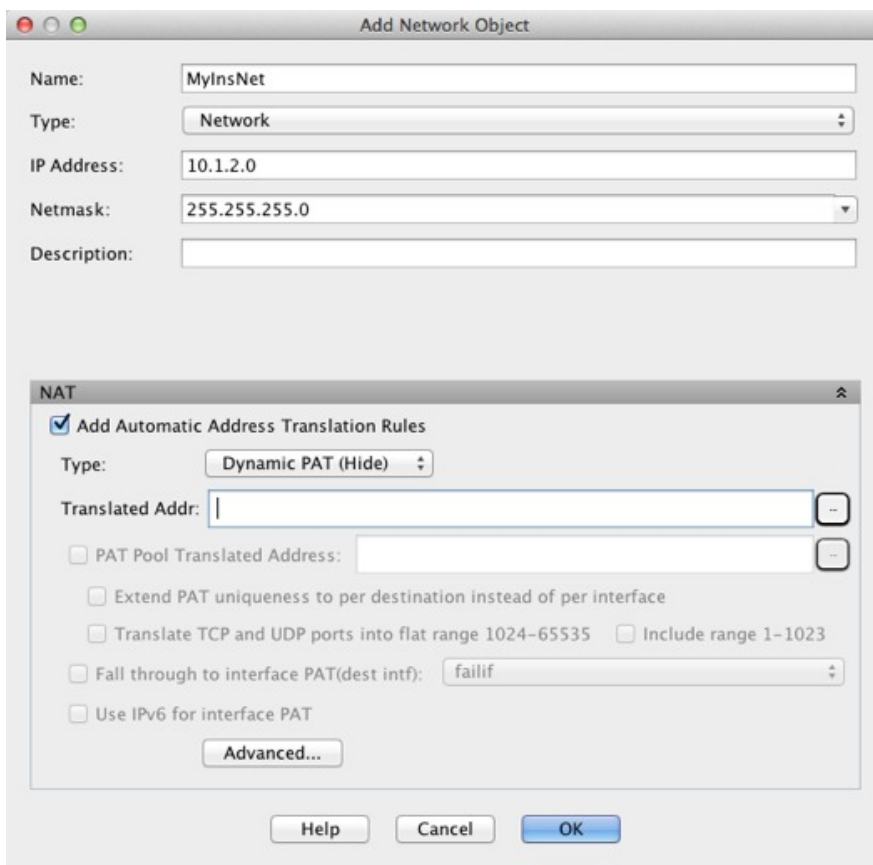 Add Network Object
Name: MyInsNet
Type: Network
IP Address: 10.1.2.0
Netmask: 255.255.255.0
Description:
NAT
Add Automatic Address Translation Rules
Type: Dynamic PAT (Hide)
Translated Addr:
PAT Pool Translated Address:
Extend PAT uniqueness to per destination instead of per interface
Translate TCP and UDP ports into flat range 1024-65535 Include range 1-1023
Fall through to interface PAT(dest intf): failif
Use IPv6 for interface PAT
Advanced...
Help Cancel OK